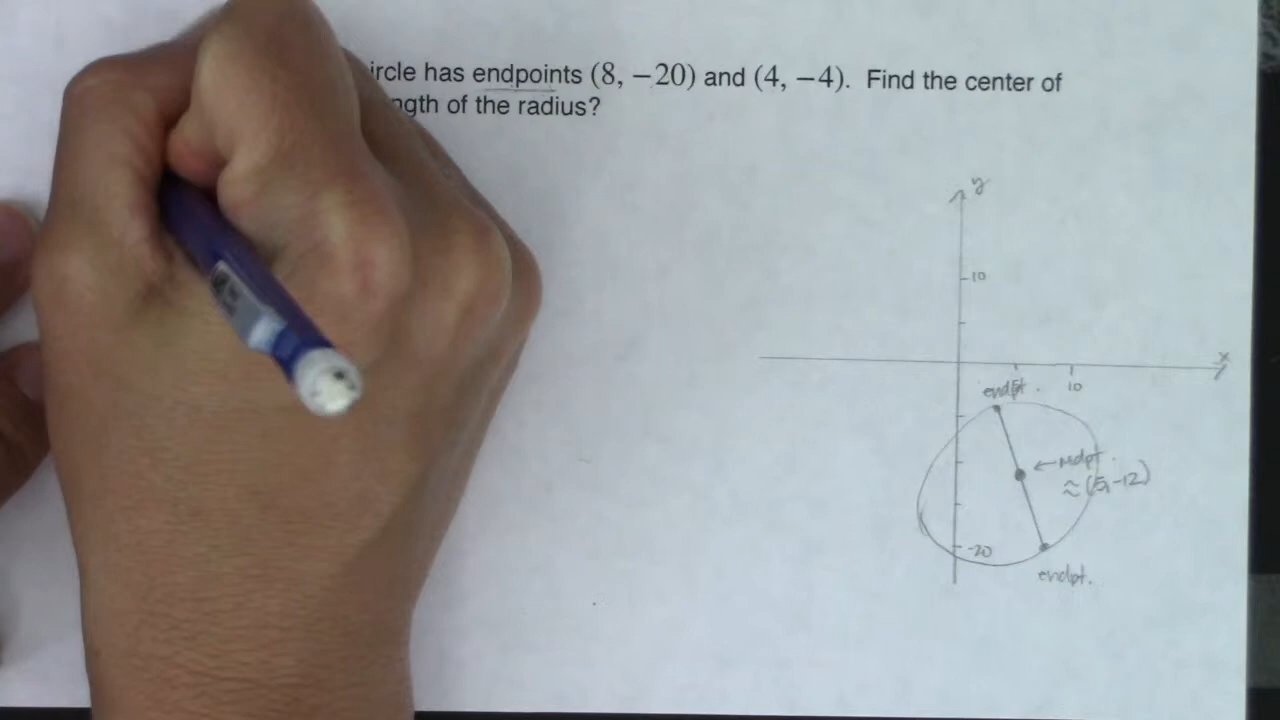 ircle has endpoints (8, −20) and (4, −4). Find the center of
ngth of the radius?
y
10
x
10
endpt.
← Mdpt.
≈ (5, -12)
-20
endpt.